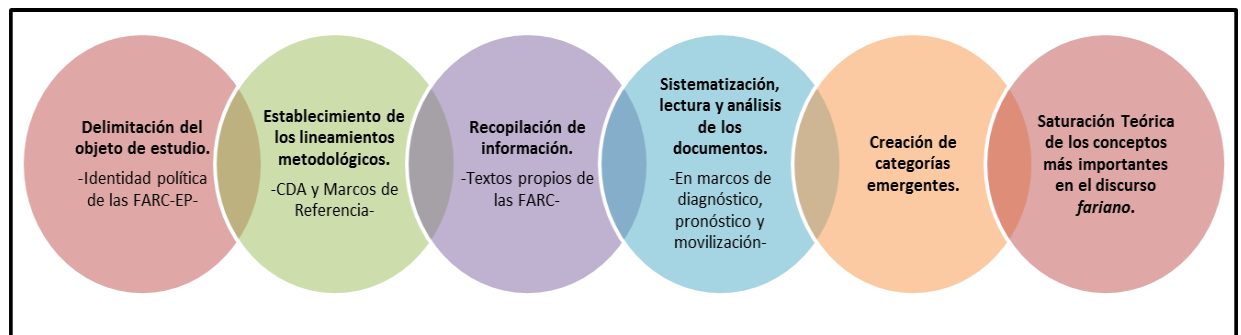 Delimitación del
objeto de estudio.
-Identidad política
de las FARC-EP-
Establecimiento de
los lineamientos
metodológicos.
-CDA y Marcos de
Referencia-
Recopilación de
información.
-Textos propios de
las FARC-
Sistematización,
lectura y análisis
de los
documentos.
-En marcos de
diagnóstico,
pronóstico y
movilización-
Creación de
categorías
emergentes.
Saturación Teórica
de los conceptos
más importantes
en el discurso
fariano.